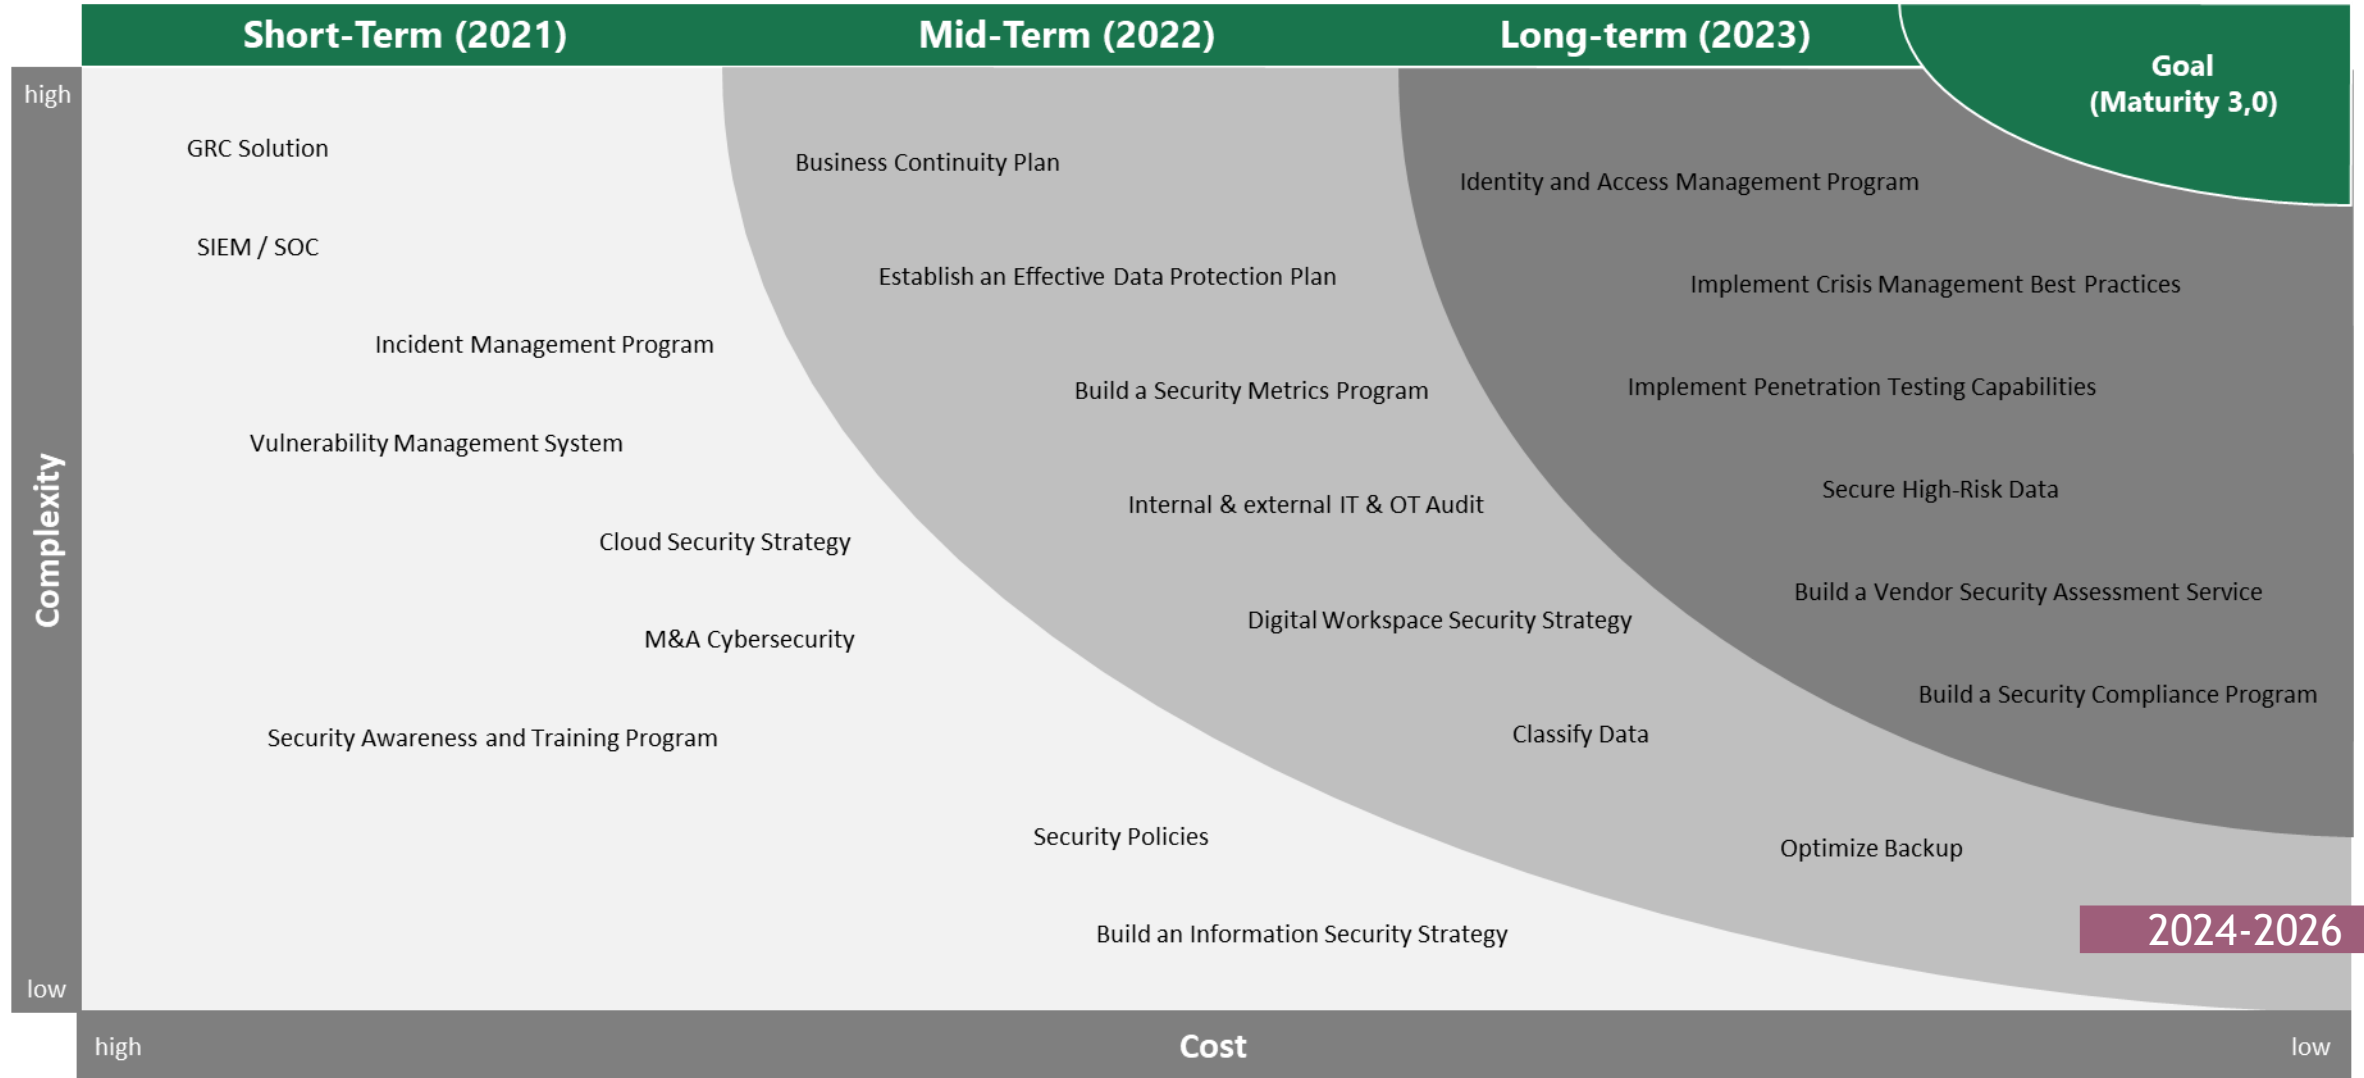 Short-Term (2021)
Mid-Term (2022)
Long-term (2023)
Goal
(Maturity 3,0)
high
Complexity
low
GRC Solution
SIEM / SOC
Incident Management Program
Vulnerability Management System
Cloud Security Strategy
M&A Cybersecurity
Security Awareness and Training Program
Security Policies
Build an Information Security Strategy
Business Continuity Plan
Establish an Effective Data Protection Plan
Build a Security Metrics Program
Internal & external IT & OT Audit
Digital Workspace Security Strategy
Classify Data
Optimize Backup
Identity and Access Management Program
Implement Crisis Management Best Practices
Implement Penetration Testing Capabilities
Secure High-Risk Data
Build a Vendor Security Assessment Service
Build a Security Compliance Program
2024-2026
high
Cost
low